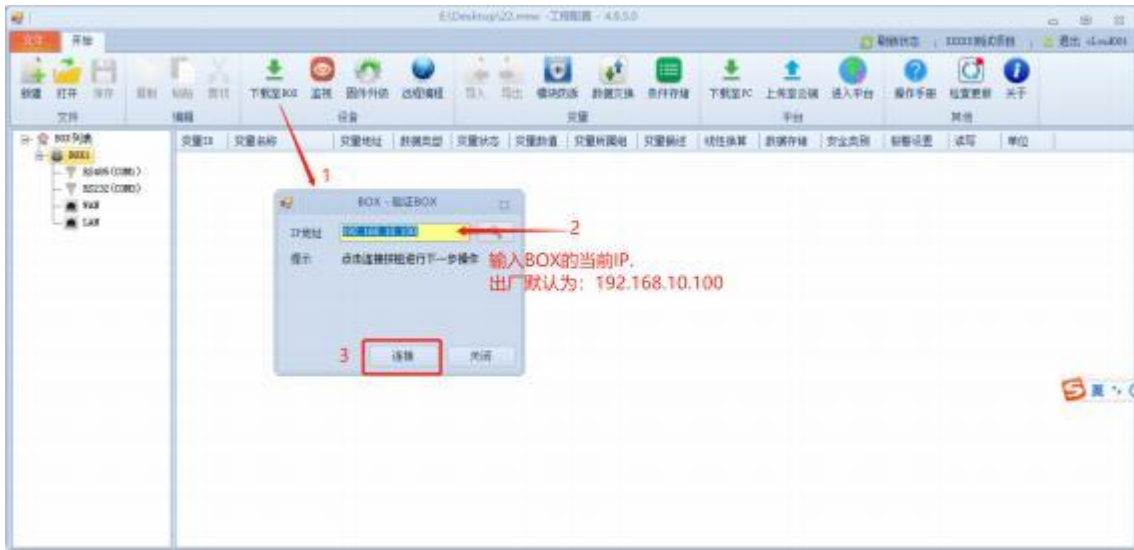 E:\Desktop\22.mmw -工程配置 - 4.0.5.0
文件 开始 刷新状态 退出
新建 打开 保存 复制 粘贴 剪切 下载至BOX 监视 固件升级 远程编程 导入 导出 模块仿版 数据交换 条件存储 下载至PC 上传至云端 进入平台 操作手册 检查更新 关于
文件 编辑 设备 变量 平台 其他
BOX列表
BOX1
RS485(COM1)
RS232(COM3)
WAN
LAN
变量ID 变量名称 变量地址 数据类型 变量状态 变量数值 变量所属组 变量描述 线性换算 数据存储 安全类别 报警设置 读写 单位
1
BOX - 验证BOX
IP地址 192.168.10.100
2
提示 点击连接按钮进行下一步操作
输入BOX的当前IP.
出厂默认为：192.168.10.100
3 连接 关闭
英